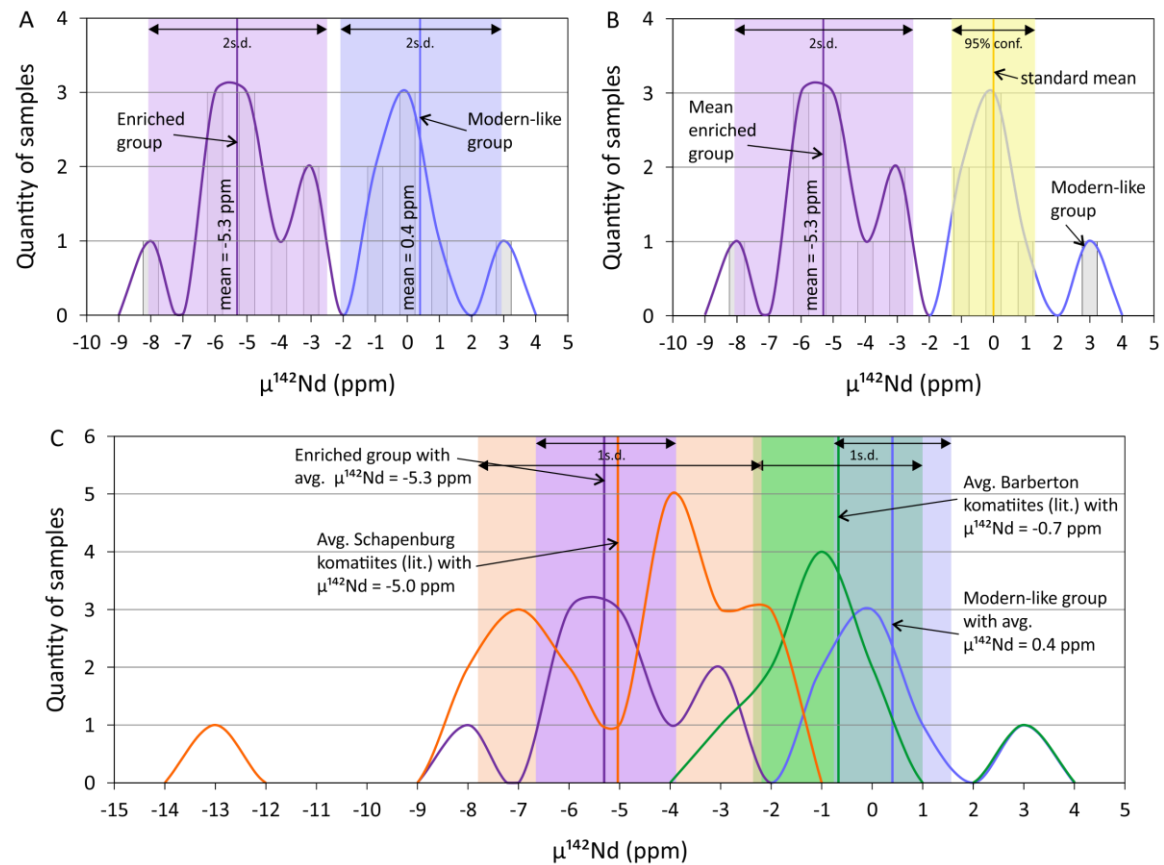 A
Quantity of samples
4
3
2
1
0
2s.d.
2s.d.
Enriched
group
Modern-like
group
mean = -5.3 ppm
mean = 0.4 ppm
-10 -9 -8 -7 -6 -5 -4 -3 -2 -1 0 1 2 3 4 5
µ¹⁴²Nd (ppm)
B
Quantity of samples
4
3
2
1
0
2s.d.
95% conf.
standard mean
Mean
enriched
group
Modern-like
group
mean = -5.3 ppm
-10 -9 -8 -7 -6 -5 -4 -3 -2 -1 0 1 2 3 4 5
µ¹⁴²Nd (ppm)
C
Quantity of samples
6
5
4
3
2
1
0
1s.d.
1s.d.
Enriched group with
avg. µ¹⁴²Nd = -5.3 ppm
Avg. Schapenburg
komatiites (lit.) with
µ¹⁴²Nd = -5.0 ppm
Avg. Barberton
komatiites (lit.) with
µ¹⁴²Nd = -0.7 ppm
Modern-like group
with avg.
µ¹⁴²Nd = 0.4 ppm
-15 -14 -13 -12 -11 -10 -9 -8 -7 -6 -5 -4 -3 -2 -1 0 1 2 3 4 5
µ¹⁴²Nd (ppm)